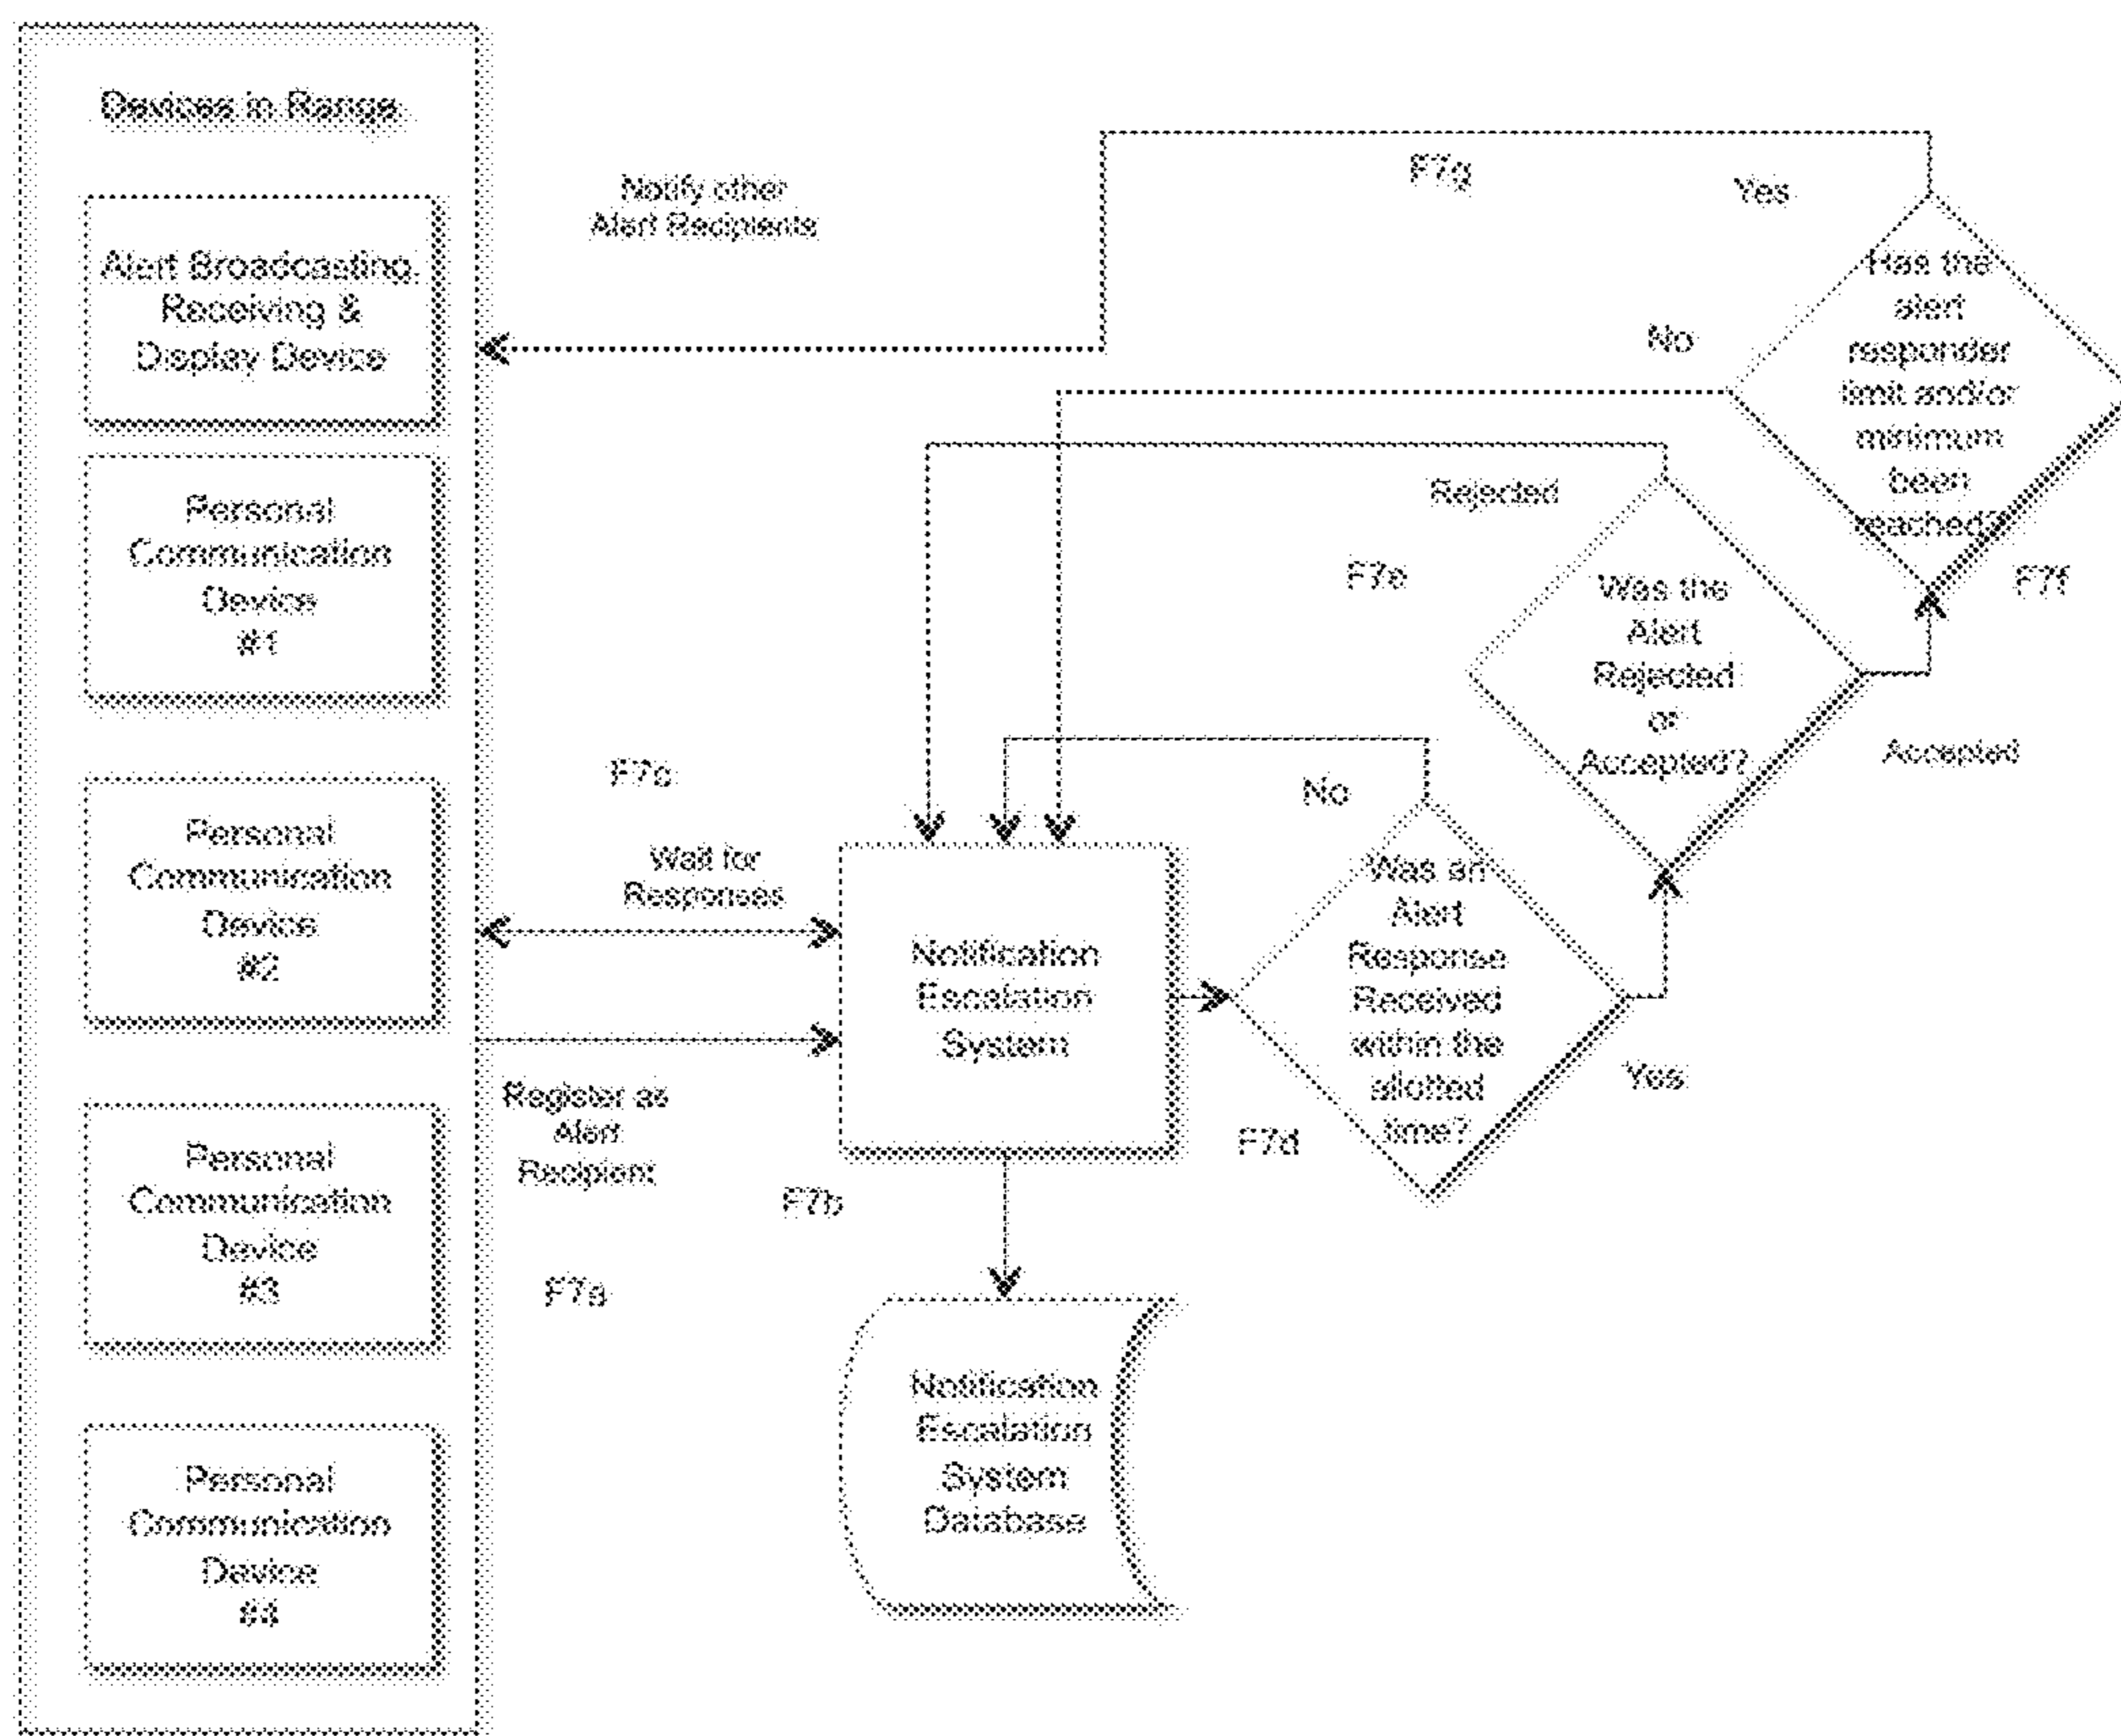 Devices in Range
Alert Broadcasting,
Receiving &
Display Device
Personal
Communication
Device
#1
Personal
Communication
Device
#2
Personal
Communication
Device
#3
Personal
Communication
Device
#4
Notify other
Alert Recipients
F7g
Yes
No
Has the
alert
responder
limit and/or
minimum
been
reached?
F7f
Rejected
F7e
Was the
Alert
Rejected
or
Accepted?
Accepted
F7c
Wait for
Responses
No
Was an
Alert
Response
Received
within the
allotted
time?
Yes
F7d
Notification
Escalation
System
Register as
Alert
Recipient
F7a
F7b
Notification
Escalation
System
Database